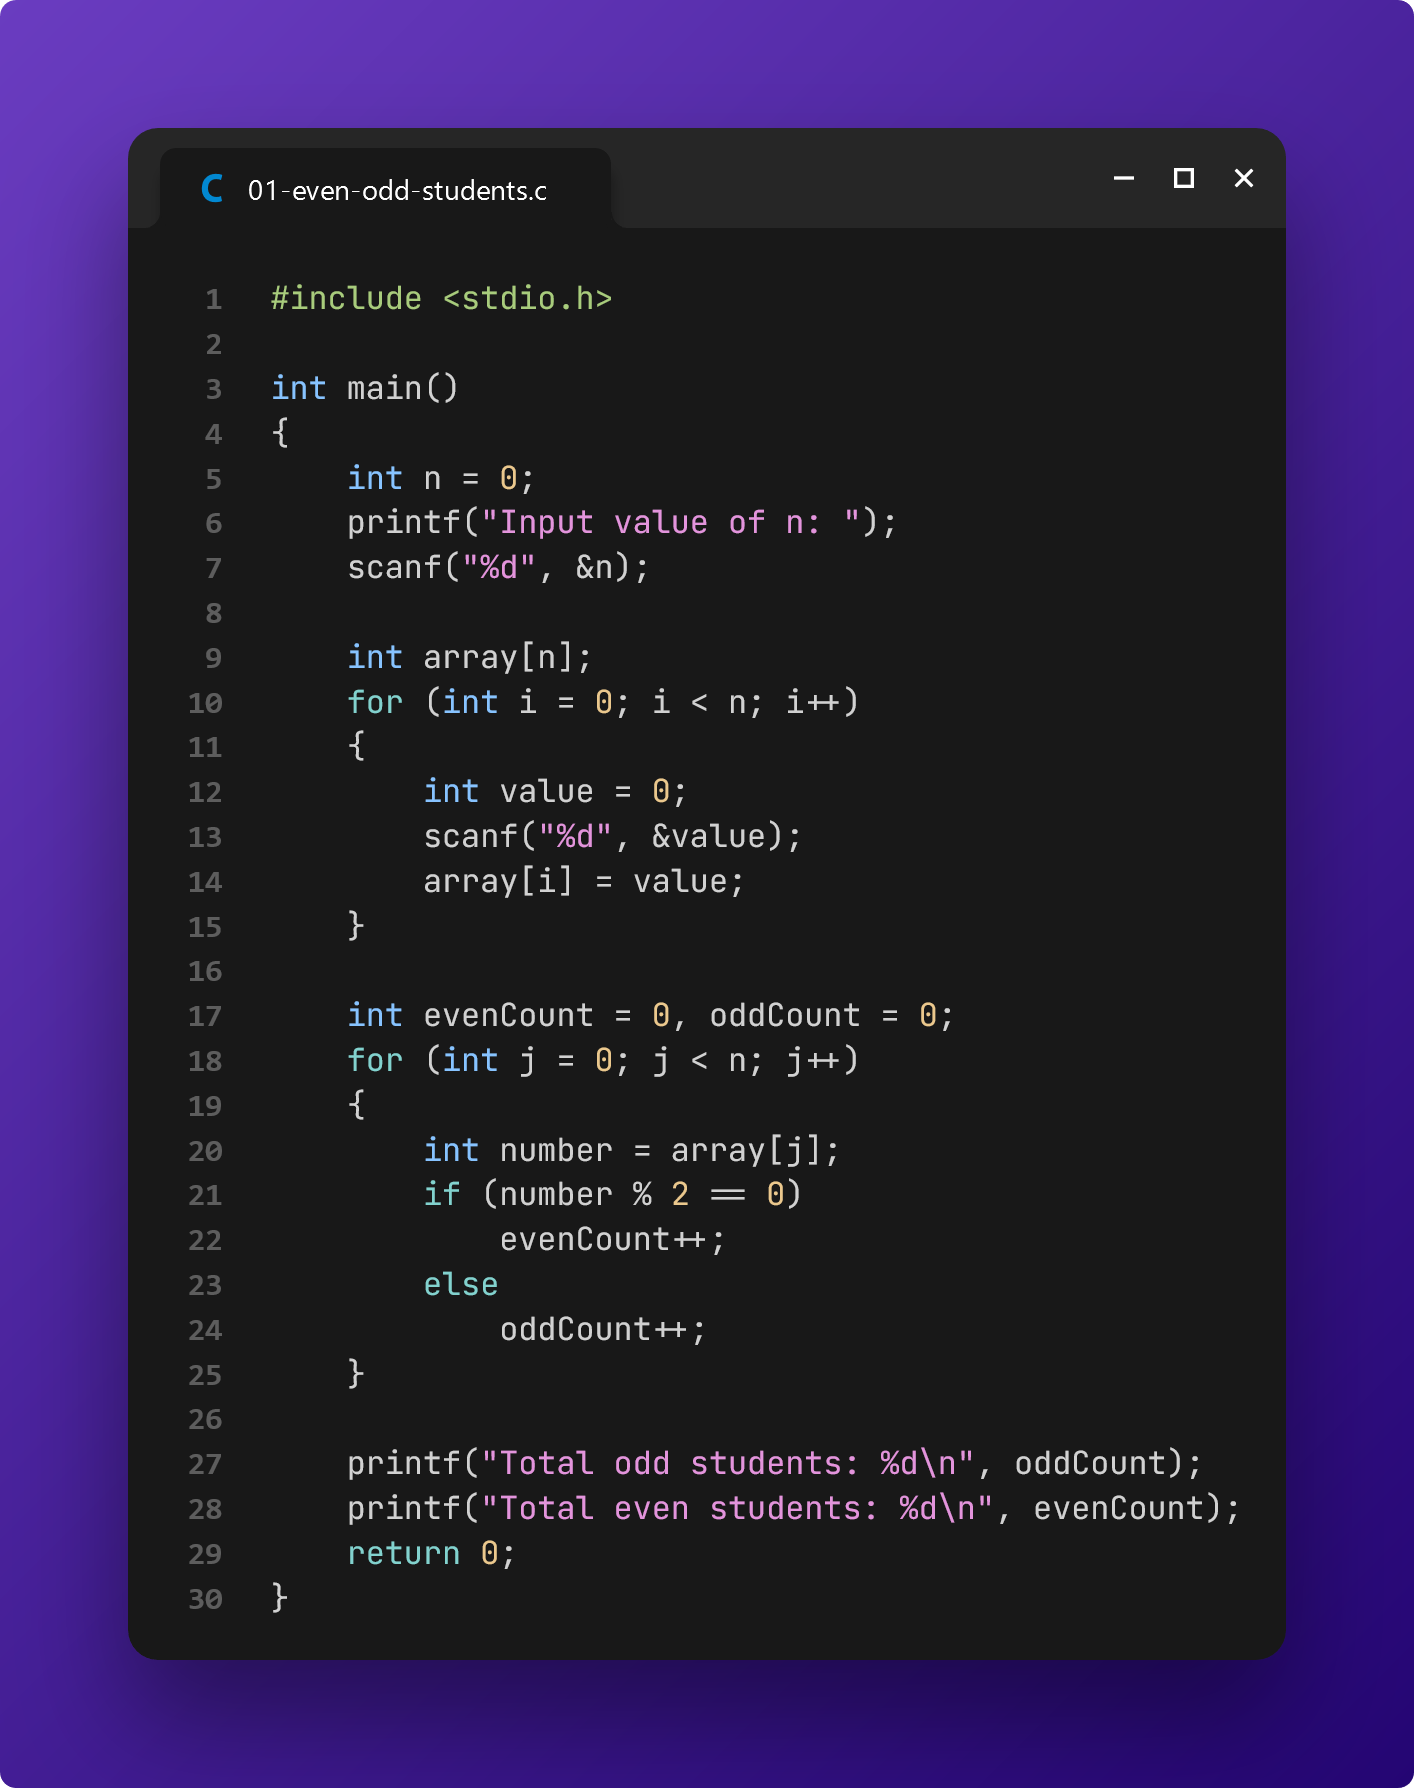 C 01-even-odd-students.c
1 #include <stdio.h>
2
3 int main()
4 {
5     int n = 0;
6     printf("Input value of n: ");
7     scanf("%d", &n);
8
9     int array[n];
10     for (int i = 0; i < n; i++)
11     {
12         int value = 0;
13         scanf("%d", &value);
14         array[i] = value;
15     }
16
17     int evenCount = 0, oddCount = 0;
18     for (int j = 0; j < n; j++)
19     {
20         int number = array[j];
21         if (number % 2 == 0)
22             evenCount++;
23         else
24             oddCount++;
25     }
26
27     printf("Total odd students: %d\n", oddCount);
28     printf("Total even students: %d\n", evenCount);
29     return 0;
30 }